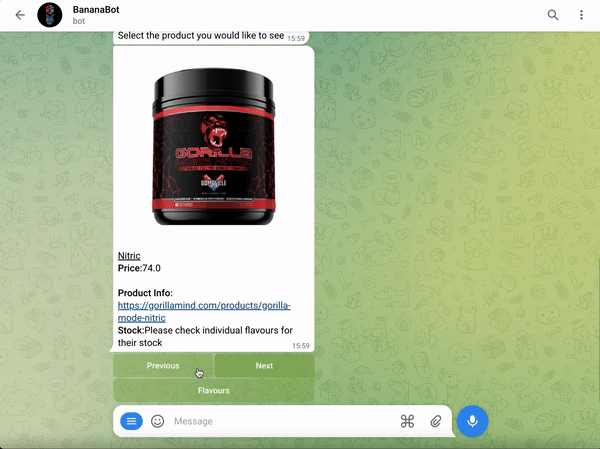 BananaBot
bot
Select the product you would like to see
15:59
GORILLA
BOMBSICLE
Nitric
Price:74.0
Product Info:
https://gorillamind.com/products/gorilla-
mode-nitric
Stock:Please check individual flavours for
their stock
15:59
Previous
Next
Flavours
Message